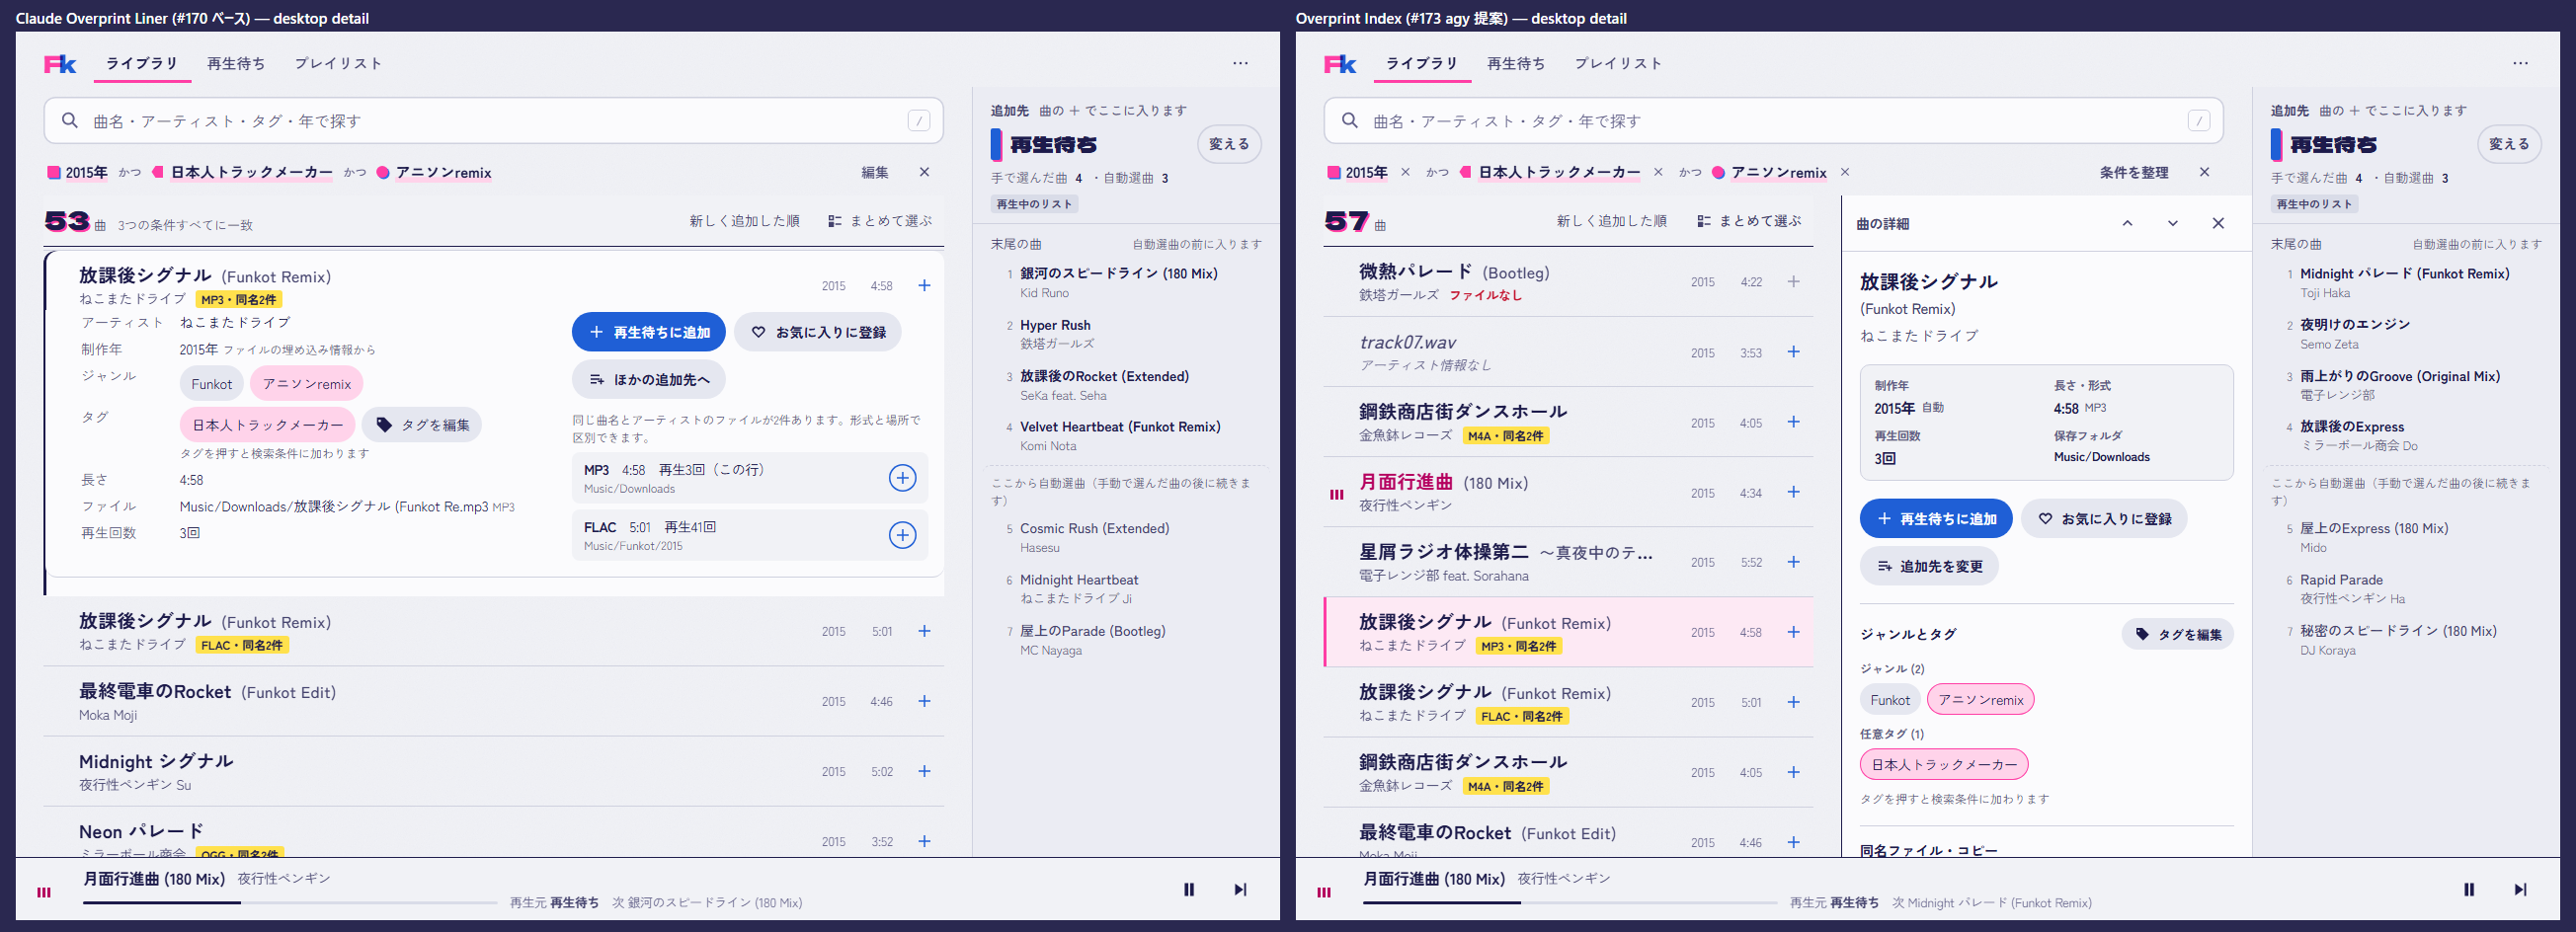 Claude Overprint Liner (#170 ベース) — desktop detail
Fk ライブラリ 再生待ち プレイリスト …
曲名・アーティスト・タグ・年で探す /
2015年 かつ 日本人トラックメーカー かつ アニソンremix 編集 ×
53 曲 3つの条件すべてに一致 新しく追加した順 まとめて選ぶ
放課後シグナル (Funkot Remix)
ねこまたドライブ MP3・同名2件 2015 4:58 +
アーティスト ねこまたドライブ
制作年 2015年 ファイルの埋め込み情報から
ジャンル Funkot アニソンremix
タグ 日本人トラックメーカー タグを編集
タグを押すと検索条件に加わります
長さ 4:58
ファイル Music/Downloads/放課後シグナル (Funkot Re.mp3 MP3
再生回数 3回
+ 再生待ちに追加 お気に入りに登録
ほかの追加先へ
同じ曲名とアーティストのファイルが2件あります。形式と場所で
区別できます。
MP3 4:58 再生3回（この行）
Music/Downloads
FLAC 5:01 再生41回
Music/Funkot/2015
放課後シグナル (Funkot Remix)
ねこまたドライブ FLAC・同名2件 2015 5:01 +
最終電車のRocket (Funkot Edit)
Moka Moji 2015 4:46 +
Midnight シグナル
夜行性ペンギン Su 2015 5:02 +
Neon パレード
ミラーボール商会 OGG・同名2件 2015 3:52 +
追加先 曲の ＋ でここに入ります
再生待ち 変える
手で選んだ曲 4 ・自動選曲 3
再生中のリスト
末尾の曲 自動選曲の前に入ります
1 銀河のスピードライン (180 Mix)
Kid Runo
2 Hyper Rush
鉄塔ガールズ
3 放課後のRocket (Extended)
SeKa feat. Seha
4 Velvet Heartbeat (Funkot Remix)
Komi Nota
ここから自動選曲（手動で選んだ曲の後に続きま
す）
5 Cosmic Rush (Extended)
Hasesu
6 Midnight Heartbeat
ねこまたドライブ Ji
7 屋上のParade (Bootleg)
MC Nayaga
月面行進曲 (180 Mix) 夜行性ペンギン
再生元 再生待ち 次 銀河のスピードライン (180 Mix)
Overprint Index (#173 agy 提案) — desktop detail
Fk ライブラリ 再生待ち プレイリスト …
曲名・アーティスト・タグ・年で探す /
2015年 × かつ 日本人トラックメーカー × かつ アニソンremix × 条件を整理 ×
57 曲 新しく追加した順 まとめて選ぶ
微熱パレード (Bootleg)
鉄塔ガールズ ファイルなし 2015 4:22 +
track07.wav
アーティスト情報なし 2015 3:53 +
鋼鉄商店街ダンスホール
金魚鉢レコーズ M4A・同名2件 2015 4:05 +
月面行進曲 (180 Mix)
夜行性ペンギン 2015 4:34 +
星屑ラジオ体操第二 〜真夜中のテ…
電子レンジ部 feat. Sorahana 2015 5:52 +
放課後シグナル (Funkot Remix)
ねこまたドライブ MP3・同名2件 2015 4:58 +
放課後シグナル (Funkot Remix)
ねこまたドライブ FLAC・同名2件 2015 5:01 +
鋼鉄商店街ダンスホール
金魚鉢レコーズ M4A・同名2件 2015 4:05 +
最終電車のRocket (Funkot Edit)
Moka Moji 2015 4:46 +
曲の詳細
放課後シグナル
(Funkot Remix)
ねこまたドライブ
制作年 長さ・形式
2015年 自動 4:58 MP3
再生回数 保存フォルダ
3回 Music/Downloads
+ 再生待ちに追加 お気に入りに登録
追加先を変更
ジャンルとタグ タグを編集
ジャンル (2)
Funkot アニソンremix
任意タグ (1)
日本人トラックメーカー
タグを押すと検索条件に加わります
同名ファイル・コピー
追加先 曲の ＋ でここに入ります
再生待ち 変える
手で選んだ曲 4 ・自動選曲 3
再生中のリスト
末尾の曲 自動選曲の前に入ります
1 Midnight パレード (Funkot Remix)
Toji Haka
2 夜明けのエンジン
Semo Zeta
3 雨上がりのGroove (Original Mix)
電子レンジ部
4 放課後のExpress
ミラーボール商会 Do
ここから自動選曲（手動で選んだ曲の後に続きま
す）
5 屋上のExpress (180 Mix)
Mido
6 Rapid Parade
夜行性ペンギン Ha
7 秘密のスピードライン (180 Mix)
DJ Koraya
月面行進曲 (180 Mix) 夜行性ペンギン
再生元 再生待ち 次 Midnight パレード (Funkot Remix)